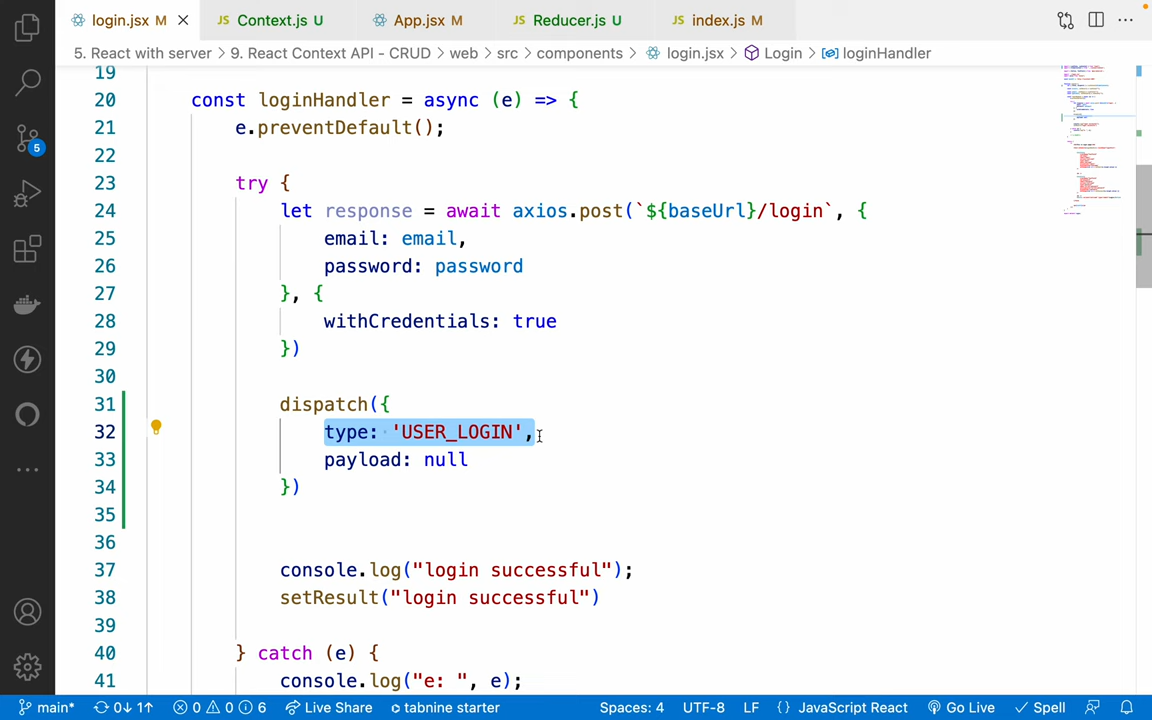 login.jsx M
JS Context.js U
App.jsx M
JS Reducer.js U
JS index.js M
5. React with server > 9. React Context API - CRUD > web > src > components > login.jsx > Login > loginHandler
19
20 const loginHandler = async (e) => {
21 e.preventDefault();
22
23 try {
24 let response = await axios.post(`${baseUrl}/login`, {
25 email: email,
26 password: password
27 }, {
28 withCredentials: true
29 })
30
31 dispatch({
32 type: 'USER_LOGIN',
33 payload: null
34 })
35
36
37 console.log("login successful");
38 setResult("login successful")
39
40 } catch (e) {
41 console.log("e: ", e);
5
main* 0↓ 1↑ 0 0 6 Live Share tabnine starter Spaces: 4 UTF-8 LF {} JavaScript React Go Live Spell